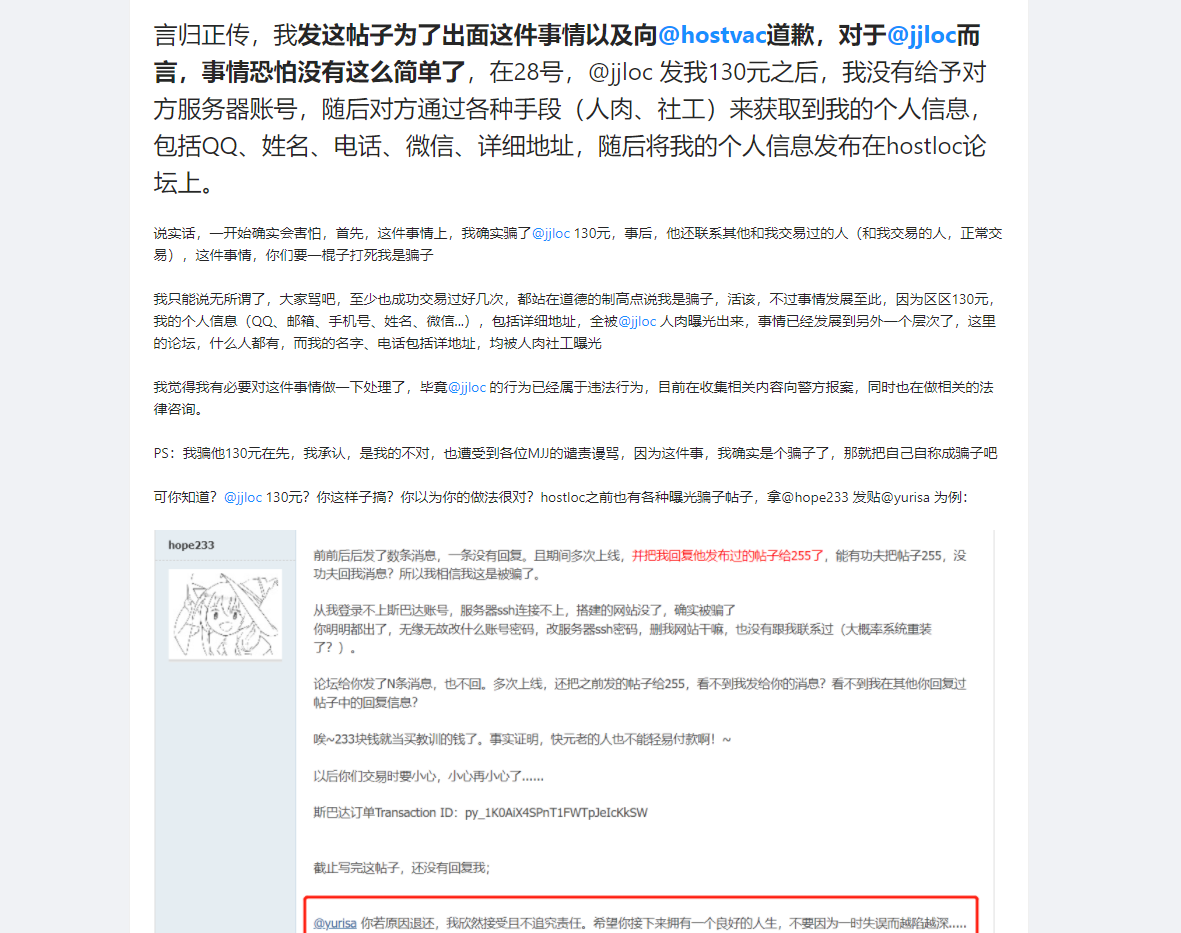 言归正传，我发这帖子为了出面这件事情以及向@hostvac道歉，对于@jjloc而
言，事情恐怕没有这么简单了，在28号，@jjloc 发我130元之后，我没有给予对
方服务器账号，随后对方通过各种手段（人肉、社工）来获取到我的个人信息，
包括QQ、姓名、电话、微信、详细地址，随后将我的个人信息发布在hostloc论
坛上。
说实话，一开始确实会害怕，首先，这件事情上，我确实骗了@jjloc 130元，事后，他还联系其他和我交易过的人（和我交易的人，正常交
易），这件事情，你们要一棍子打死我是骗子
我只能说无所谓了，大家骂吧，至少也成功交易过好几次，都站在道德的制高点说我是骗子，活该，不过事情发展至此，因为区区130元，
我的个人信息（QQ、邮箱、手机号、姓名、微信...），包括详细地址，全被@jjloc 人肉曝光出来，事情已经发展到另外一个层次了，这里
的论坛，什么人都有，而我的名字、电话包括详地址，均被人肉社工曝光
我觉得我有必要对这件事情做一下处理了，毕竟@jjloc 的行为已经属于违法行为，目前在收集相关内容向警方报案，同时也在做相关的法
律咨询。
PS：我骗他130元在先，我承认，是我的不对，也遭受到各位MJJ的谴责谩骂，因为这件事，我确实是个骗子了，那就把自己自称成骗子吧
可你知道？@jjloc 130元？你这样子搞？你以为你的做法很对？hostloc之前也有各种曝光骗子帖子，拿@hope233 发贴@yurisa 为例：
hope233
前前后后发了数条消息，一条没有回复。且期间多次上线，并把我回复他发布过的帖子给255了，能有功夫把帖子255，没
功夫回我消息？所以我相信我这是被骗了。
从我登录不上斯巴达账号，服务器ssh连接不上，搭建的网站没了，确实被骗了
你明明都出了，无缘无故改什么账号密码，改服务器ssh密码，删我网站干嘛，也没有跟我联系过（大概率系统重装
了？）。
论坛给你发了N条消息，也不回。多次上线，还把之前发的帖子给255，看不到我发给你的消息？看不到我在其他你回复过
帖子中的回复信息？
唉~233块钱就当买教训的钱了。事实证明，快元老的人也不能轻易付款啊！~
以后你们交易时要小心，小心再小心了......
斯巴达订单Transaction ID：py_1K0AiX4SPnT1FWTpJeIcKkSW
截止写完这帖子，还没有回复我；
@yurisa 你若原因退还，我欣然接受且不追究责任。希望你接下来拥有一个良好的人生，不要因为一时失误而越陷越深.....